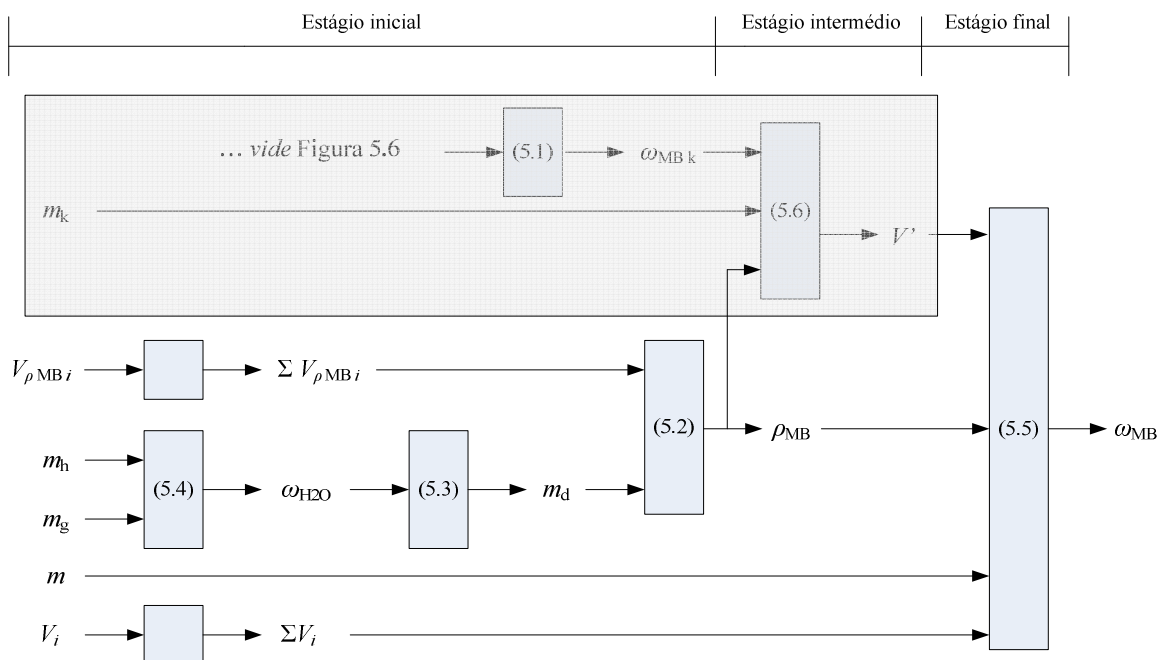 Estágio inicial Estágio intermédio Estágio final
... vide Figura 5.6 (5.1) ωMB k
mk (5.6)
V’
Vρ MB i Σ Vρ MB i
(5.2) ρMB (5.5) ωMB
mh
(5.4) ωH2O (5.3) md
mg
m
Vi ΣVi